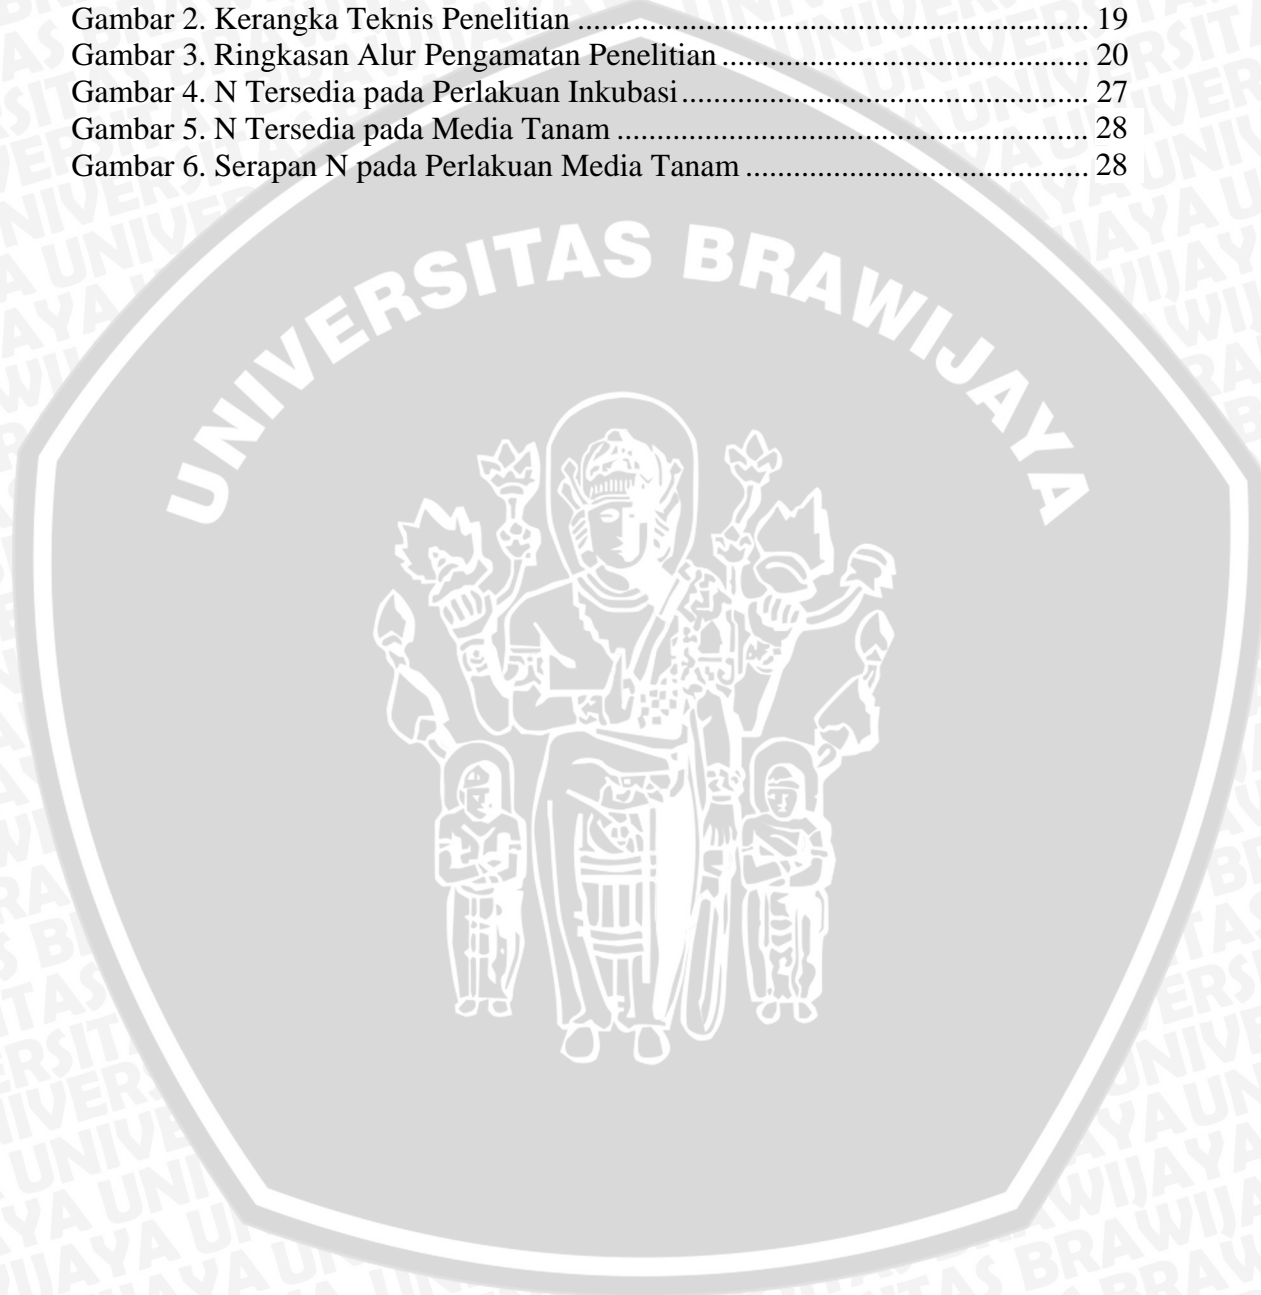 Gambar 2. Kerangka Teknis Penelitian ................................................................ 19
Gambar 3. Ringkasan Alur Pengamatan Penelitian .............................................. 20
Gambar 4. N Tersedia pada Perlakuan Inkubasi ................................................... 27
Gambar 5. N Tersedia pada Media Tanam ........................................................... 28
Gambar 6. Serapan N pada Perlakuan Media Tanam ........................................... 28
UNIVERSITAS BRAWIJAYA